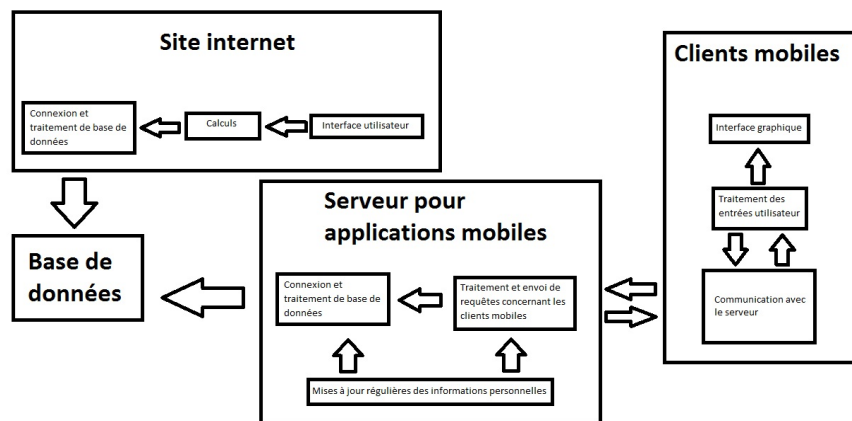 Site internet
Connexion et
traitement de base de
données
Calculs
Interface utilisateur
Clients mobiles
Interface graphique
Traitement des
entrées utilisateur
Communication avec
le serveur
Serveur pour
applications mobiles
Connexion et
traitement de base de
données
Traitement et envoi de
requêtes concernant les
clients mobiles
Mises à jour régulières des informations personnelles
Base de
données